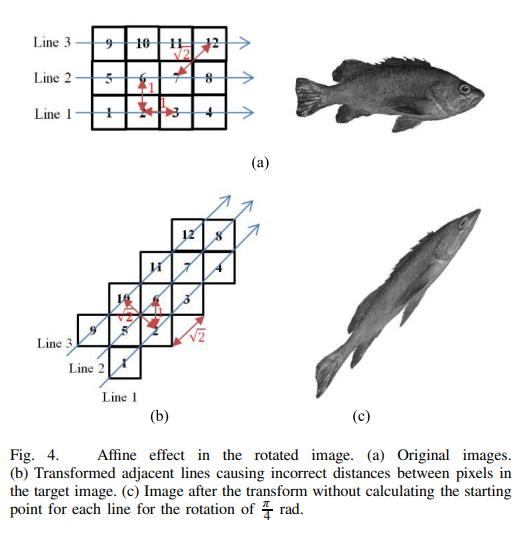 Line 3 9 10 11 12
√2
Line 2 5 6 7 8
1
1
Line 1 1 2 3 4
(a)
12 8
11 7 4
10 6 3
√2 1
9 5 2
√2
Line 3
1
Line 2
Line 1
(b) (c)
Fig. 4. Affine effect in the rotated image. (a) Original images.
(b) Transformed adjacent lines causing incorrect distances between pixels in
the target image. (c) Image after the transform without calculating the starting
point for each line for the rotation of π/4 rad.